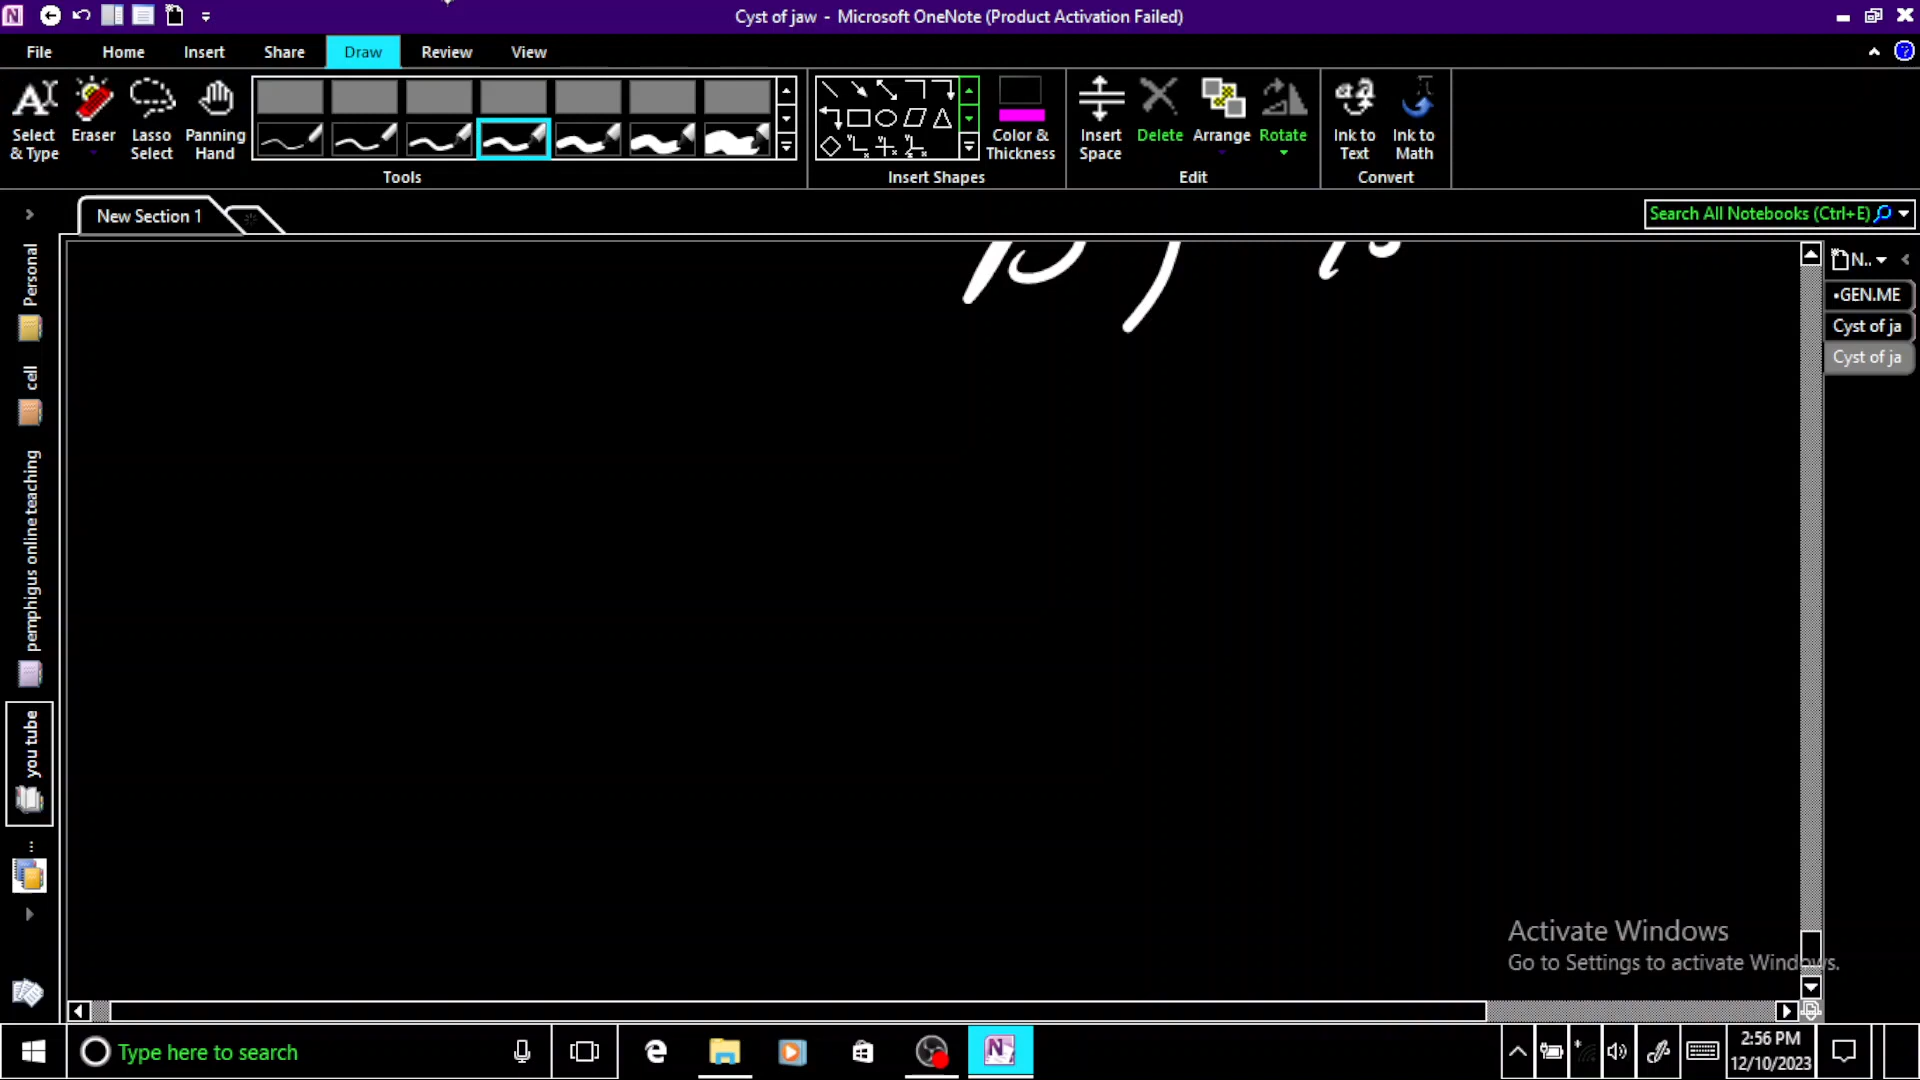 Cyst of jaw - Microsoft OneNote (Product Activation Failed)
File Home Insert Share Draw Review View
Select & Type
Eraser
Lasso Select
Panning Hand
Color & Thickness
Insert Space
Delete
Arrange
Rotate
Ink to Text
Ink to Math
Tools
Insert Shapes
Edit
Convert
New Section 1
Search All Notebooks (Ctrl+E)
Personal
cell
pemphigus online teaching
you tube
N..
•GEN.ME
Cyst of ja
Cyst of ja
Activate Windows
Go to Settings to activate Windows.
Type here to search
2:56 PM
12/10/2023